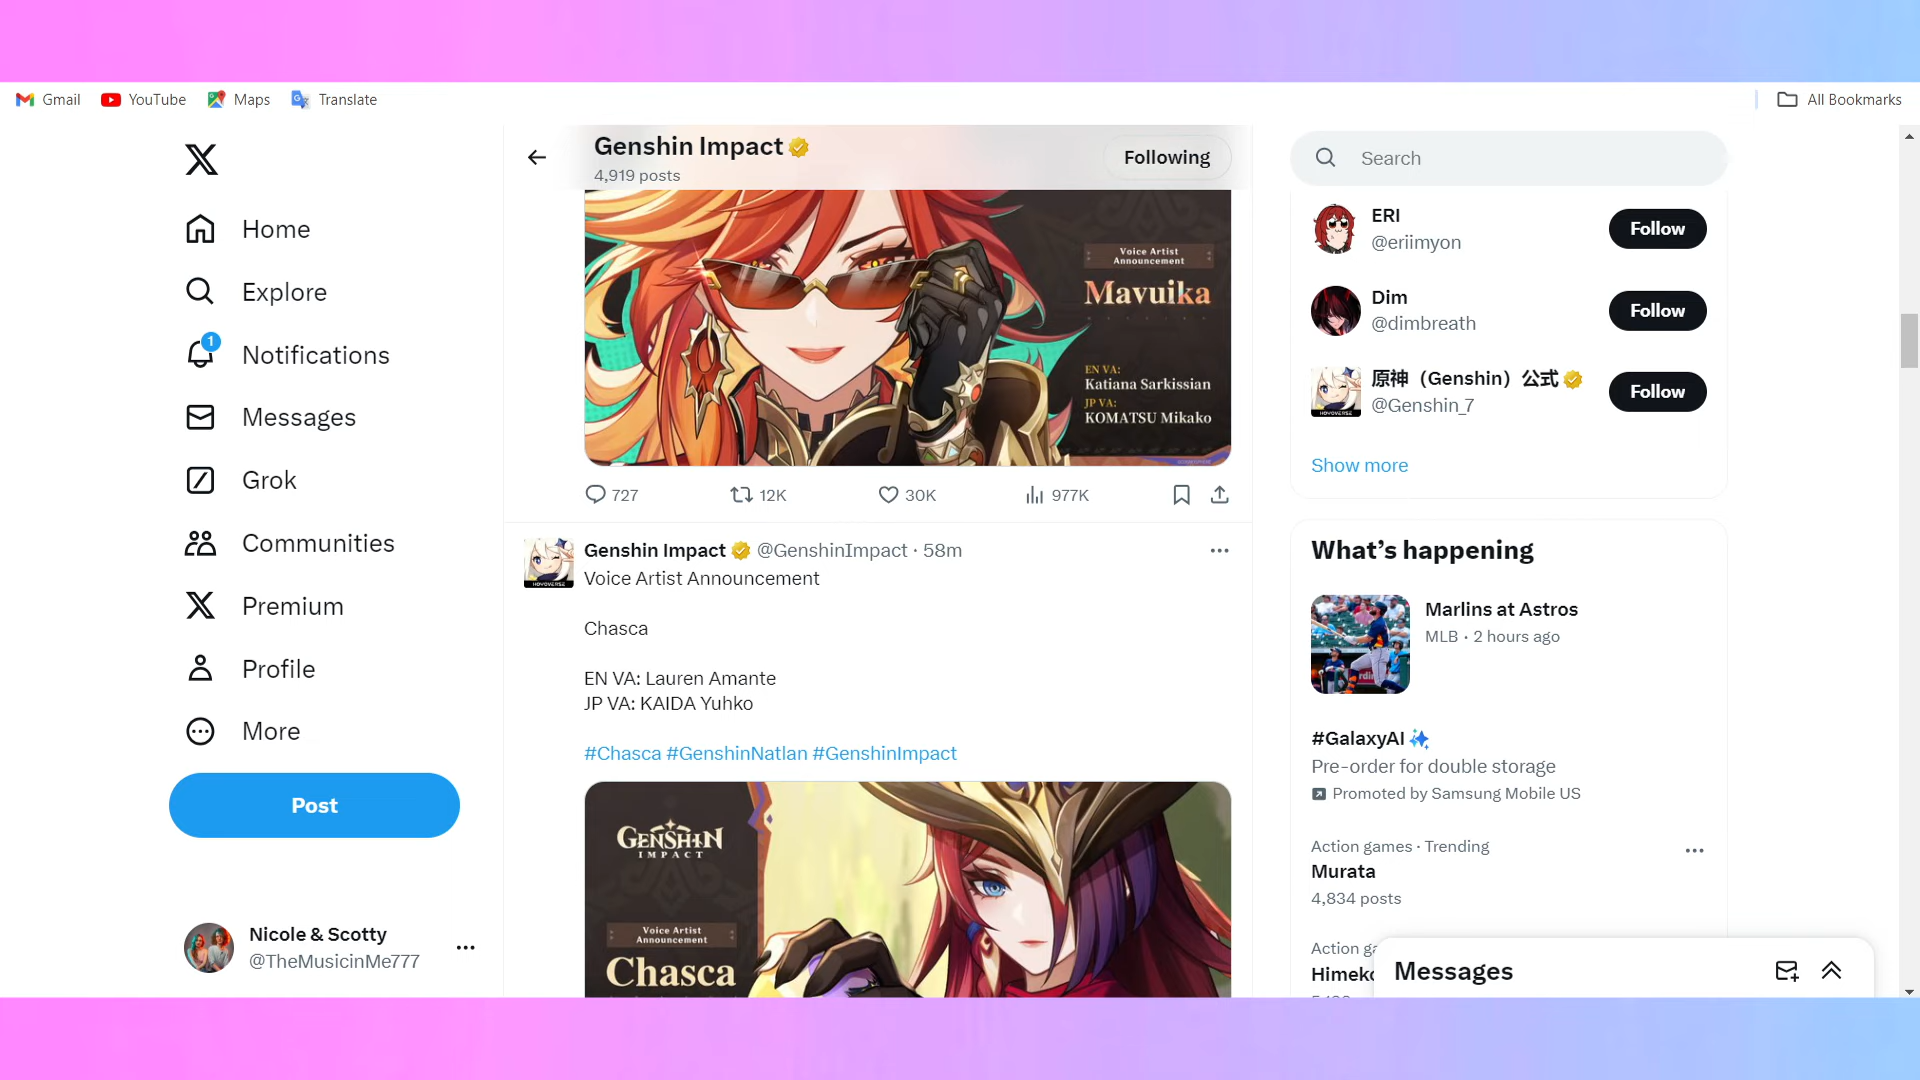 Gmail
YouTube
Maps
Translate
All Bookmarks
Home
Explore
1
Notifications
Messages
Grok
Communities
Premium
Profile
More
Post
Nicole & Scotty
@TheMusicinMe777
Genshin Impact
4,919 posts
Following
Voice Artist
Announcement
Mavuika
EN VA:
Katiana Sarkissian
JP VA:
KOMATSU Mikako
727
12K
30K
977K
HOYOVERSE
Genshin Impact @GenshinImpact · 58m
Voice Artist Announcement
Chasca
EN VA: Lauren Amante
JP VA: KAIDA Yuhko
#Chasca #GenshinNatlan #GenshinImpact
GENSHIN
IMPACT
Voice Artist
Announcement
Chasca
Search
ERI
@eriimyon
Follow
Dim
@dimbreath
Follow
原神（Genshin）公式
@Genshin_7
HOYOVERSE
Follow
Show more
What's happening
Marlins at Astros
MLB · 2 hours ago
#GalaxyAI
Pre-order for double storage
Promoted by Samsung Mobile US
Action games · Trending
Murata
4,834 posts
Action
Himek
Messages